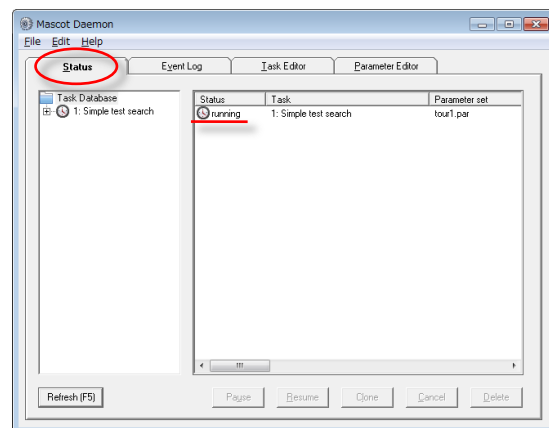 Mascot Daemon
File Edit Help
Status Event Log Task Editor Parameter Editor
Task Database
1: Simple test search
Status Task Parameter set
running 1: Simple test search tour1.par
Refresh (F5) Pause Resume Clone Cancel Delete